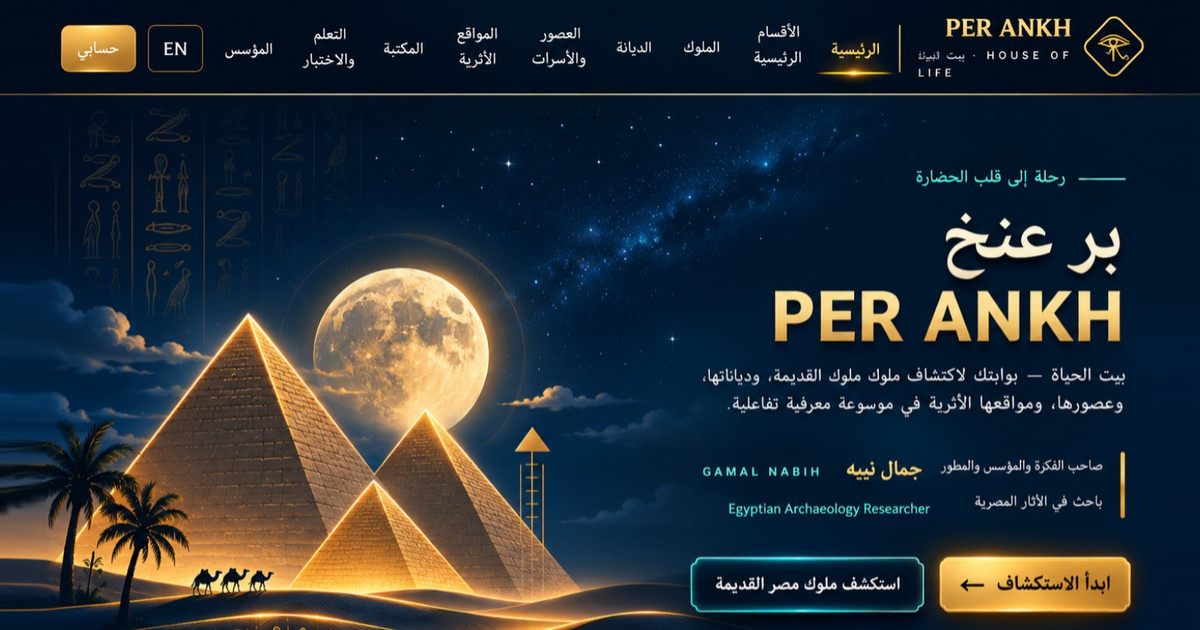 PER ANKH
بيت الحياة · HOUSE OF
LIFE
الرئيسية
الأقسام
الرئيسية
الملوك
الديانة
العصور
والأسرات
المواقع
الأثرية
المكتبة
التعلم
والاختبار
المؤسس
EN
حسابي
رحلة إلى قلب الحضارة
بر عنخ
PER ANKH
بيت الحياة — بوابتك لاكتشاف ملوك ملوك القديمة، ودياناتها،
وعصورها، ومواقعها الأثرية في موسوعة معرفية تفاعلية.
صاحب الفكرة والمؤسس والمطور
جمال نبيه
GAMAL NABIH
باحث في الأثار المصرية
Egyptian Archaeology Researcher
ابدأ الاستكشاف ←
استكشف ملوك مصر القديمة